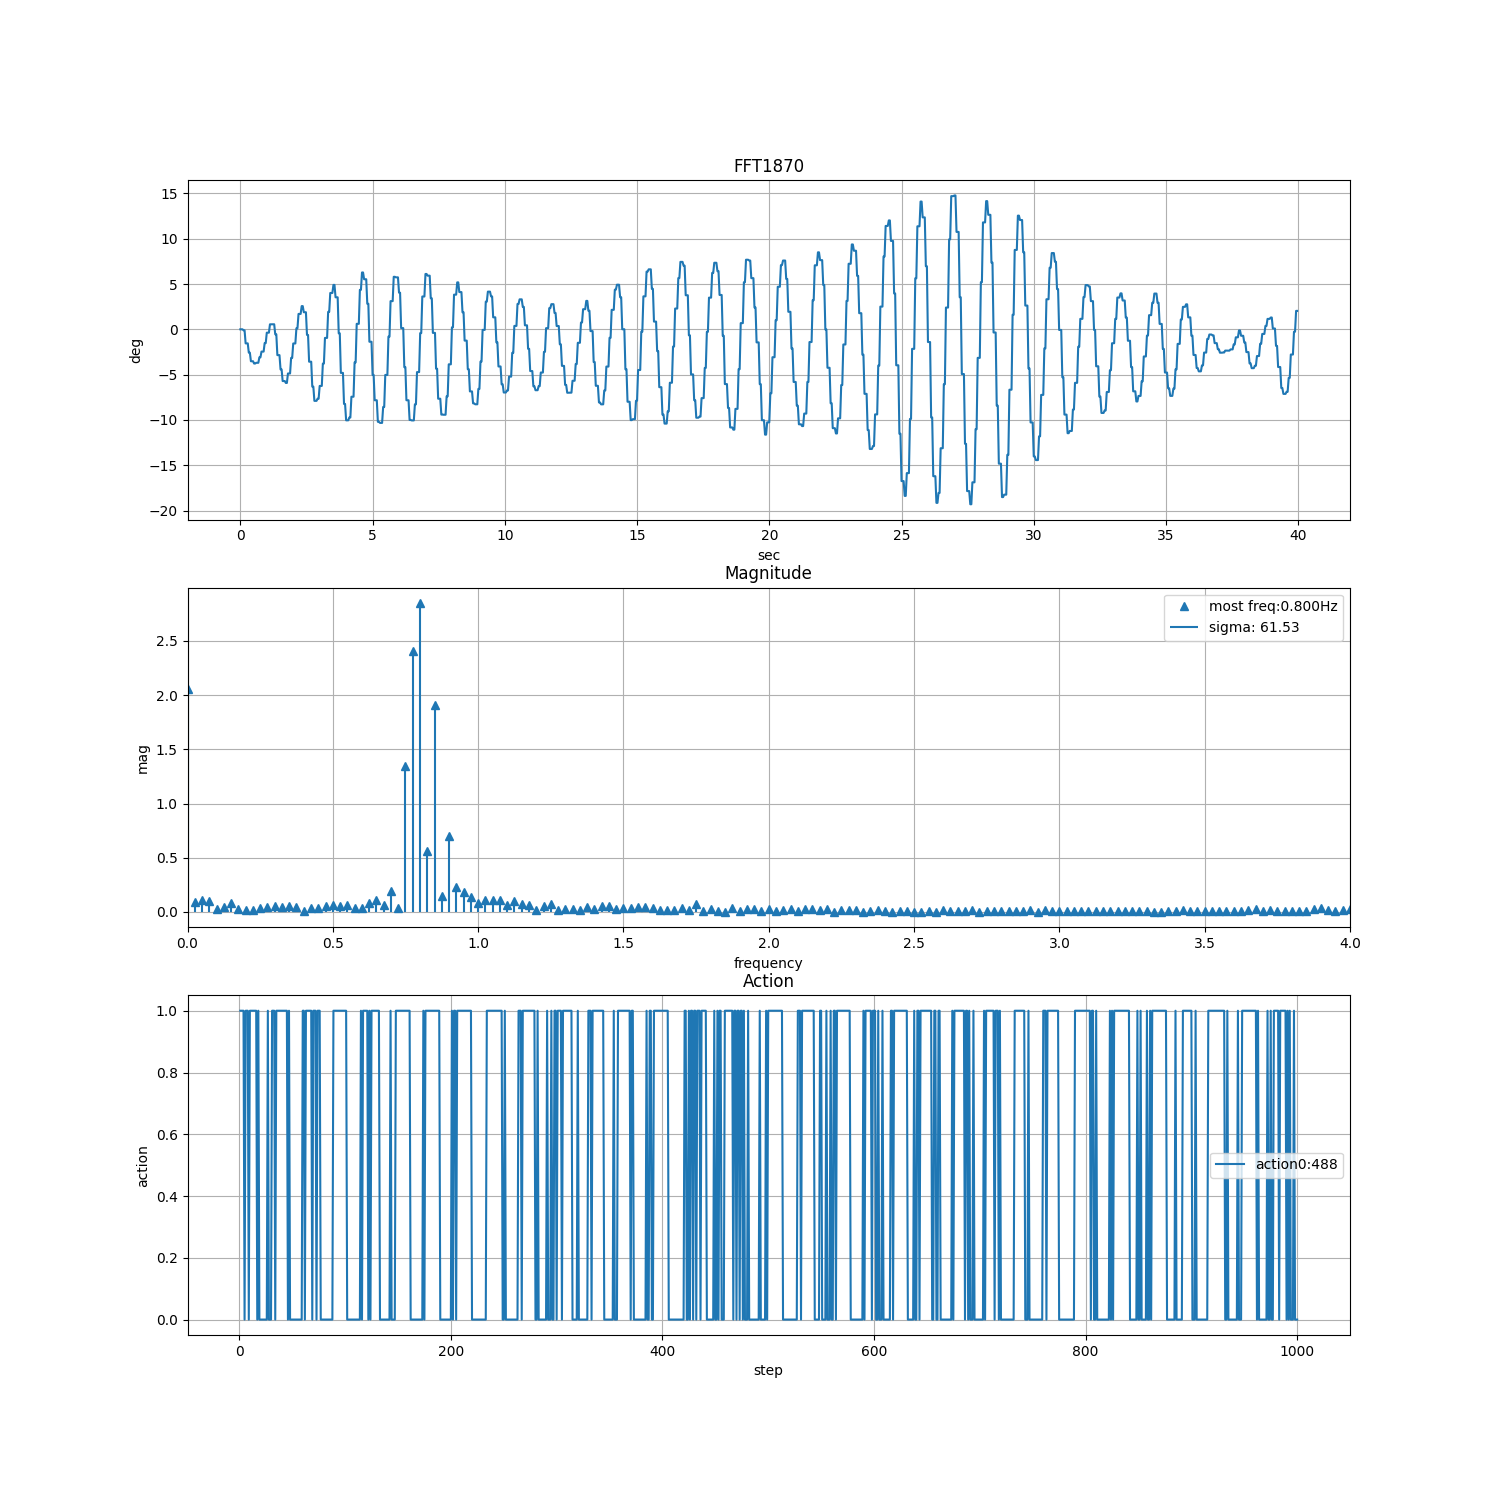 FFT1870
15
10
5
0
−5
−10
−15
−20
deg
0 5 10 15 20 25 30 35 40
sec
Magnitude
most freq:0.800Hz
sigma: 61.53
2.5
2.0
1.5
1.0
0.5
0.0
mag
0.0 0.5 1.0 1.5 2.0 2.5 3.0 3.5 4.0
frequency
Action
1.0
0.8
0.6
0.4
0.2
0.0
action
action0:488
0 200 400 600 800 1000
step